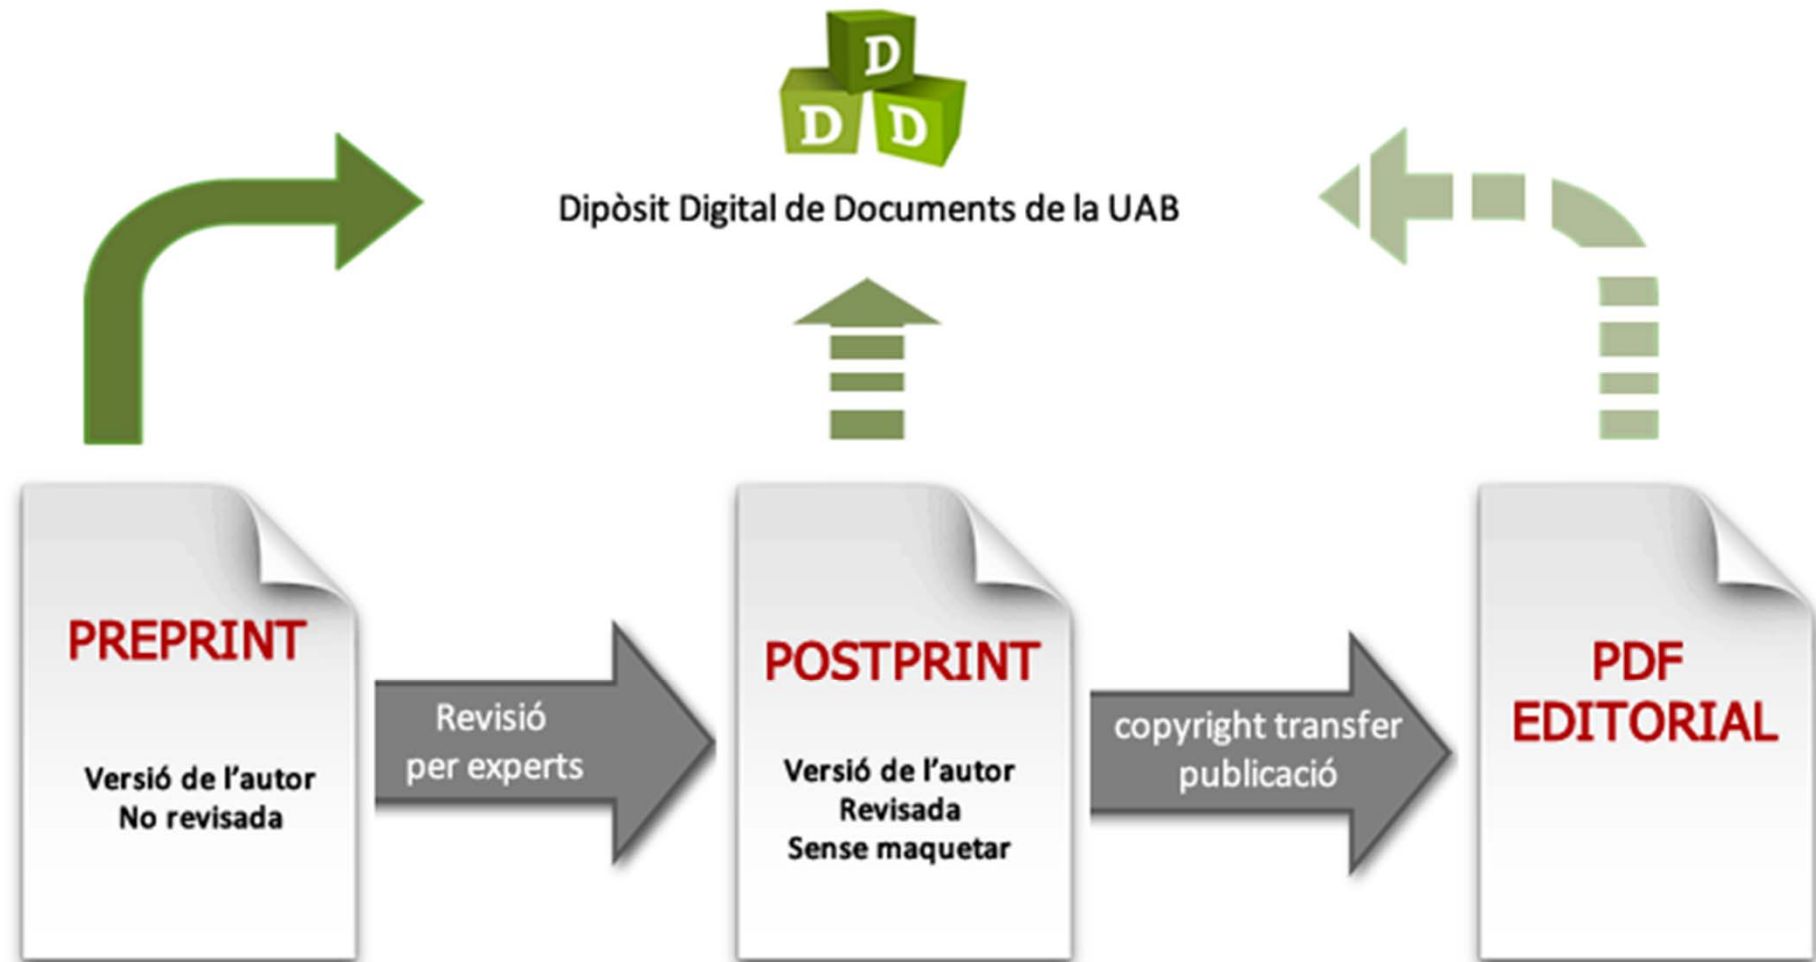 D
D D
Dipòsit Digital de Documents de la UAB
PREPRINT
Versió de l'autor
No revisada
Revisió
per experts
POSTPRINT
Versió de l'autor
Revisada
Sense maquetar
copyright transfer
publicació
PDF
EDITORIAL